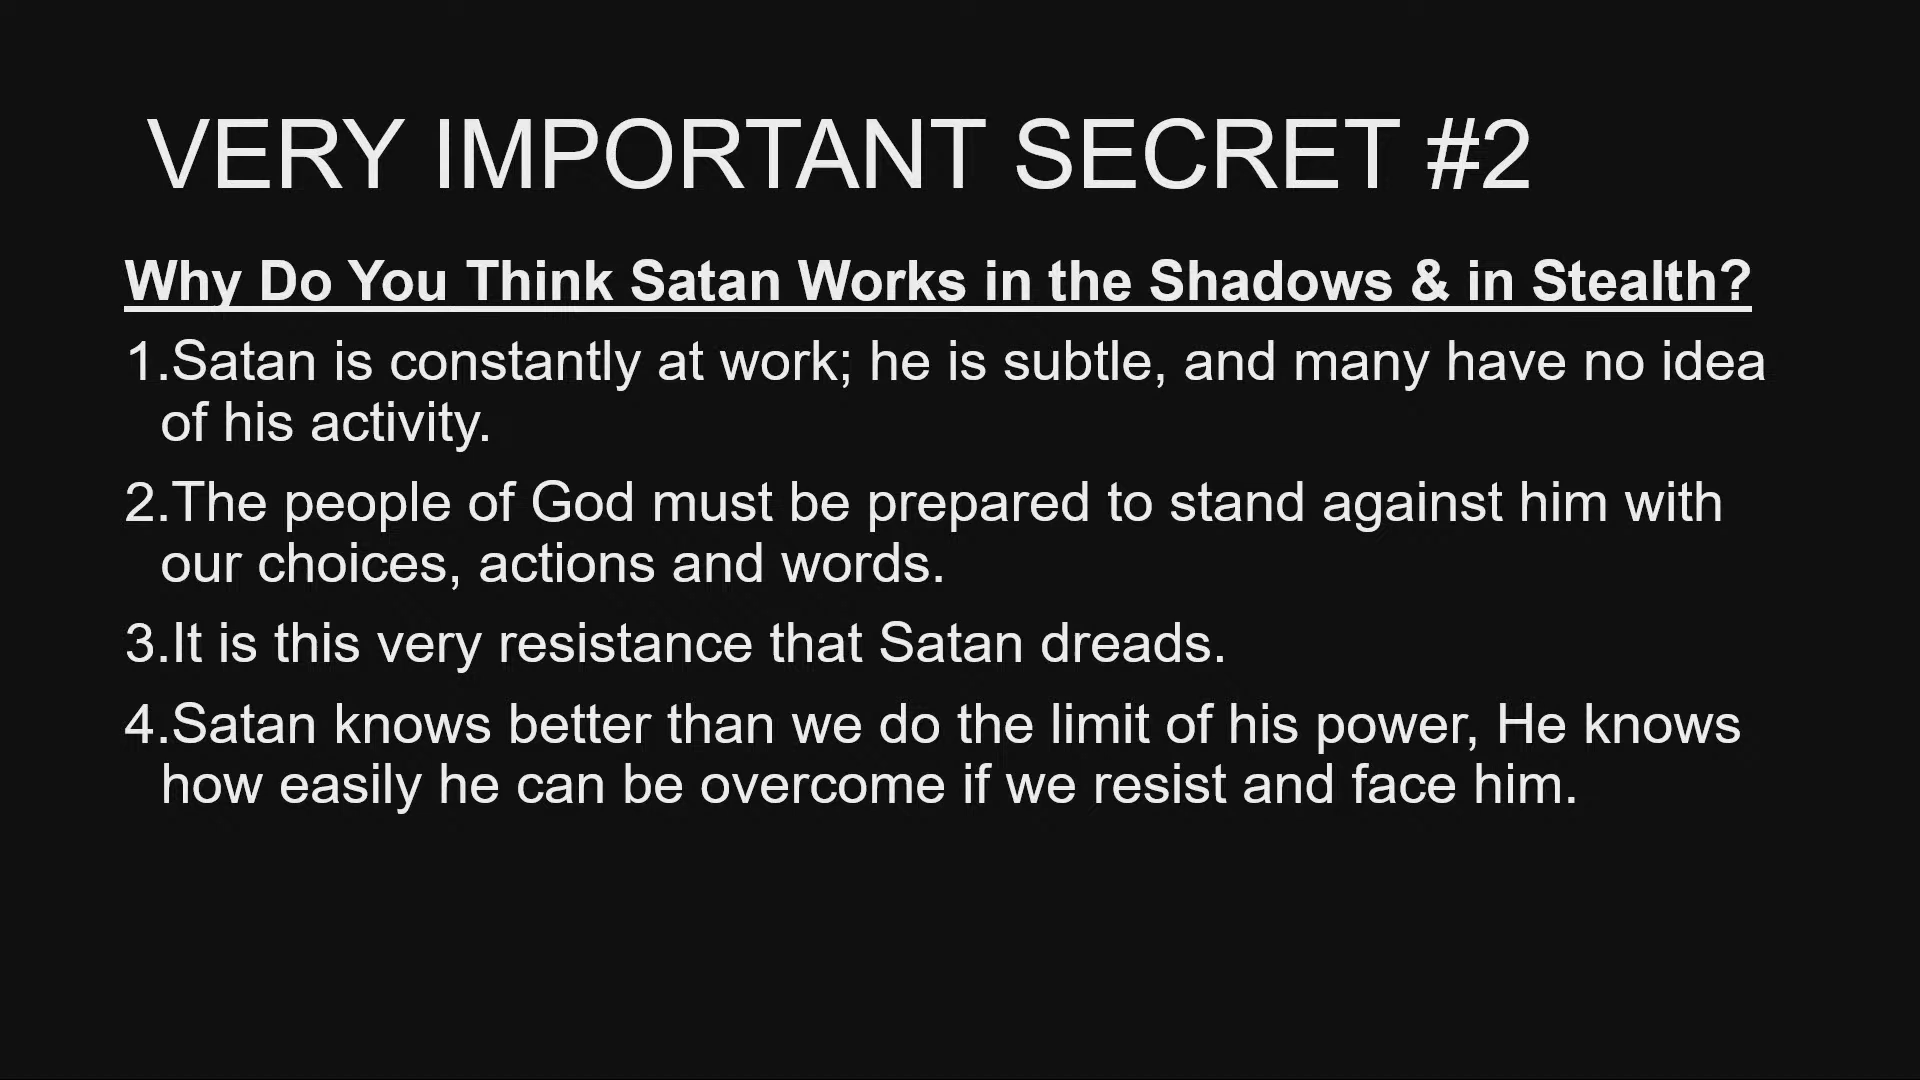 VERY IMPORTANT SECRET #2
Why Do You Think Satan Works in the Shadows & in Stealth?
1.Satan is constantly at work; he is subtle, and many have no idea
of his activity.
2.The people of God must be prepared to stand against him with
our choices, actions and words.
3.It is this very resistance that Satan dreads.
4.Satan knows better than we do the limit of his power, He knows
how easily he can be overcome if we resist and face him.